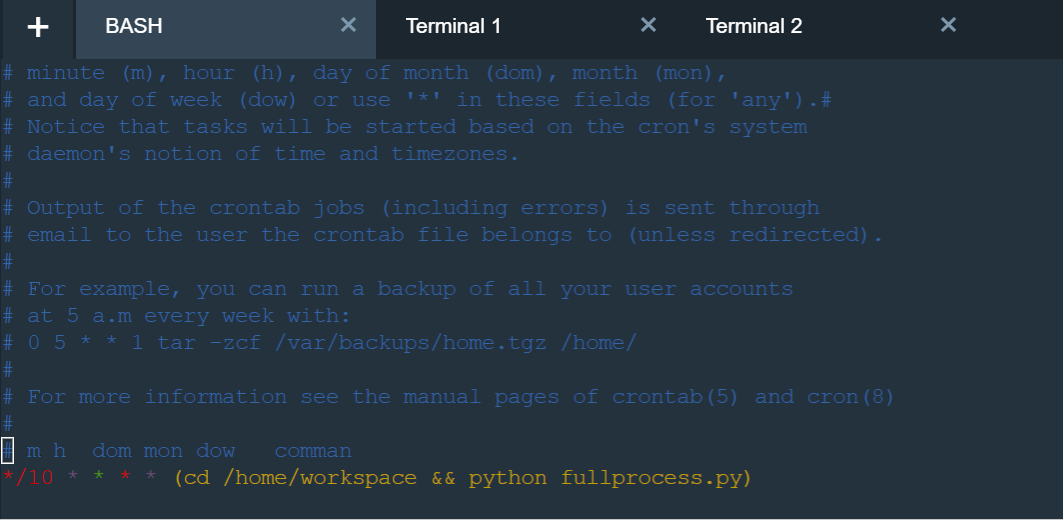 + BASH × Terminal 1 × Terminal 2 ×
# minute (m), hour (h), day of month (dom), month (mon),
# and day of week (dow) or use '*' in these fields (for 'any').#
# Notice that tasks will be started based on the cron's system
# daemon's notion of time and timezones.
#
# Output of the crontab jobs (including errors) is sent through
# email to the user the crontab file belongs to (unless redirected).
#
# For example, you can run a backup of all your user accounts
# at 5 a.m every week with:
# 0 5 * * 1 tar -zcf /var/backups/home.tgz /home/
#
# For more information see the manual pages of crontab(5) and cron(8)
#
# m h  dom mon dow   comman
*/10 * * * * (cd /home/workspace && python fullprocess.py)